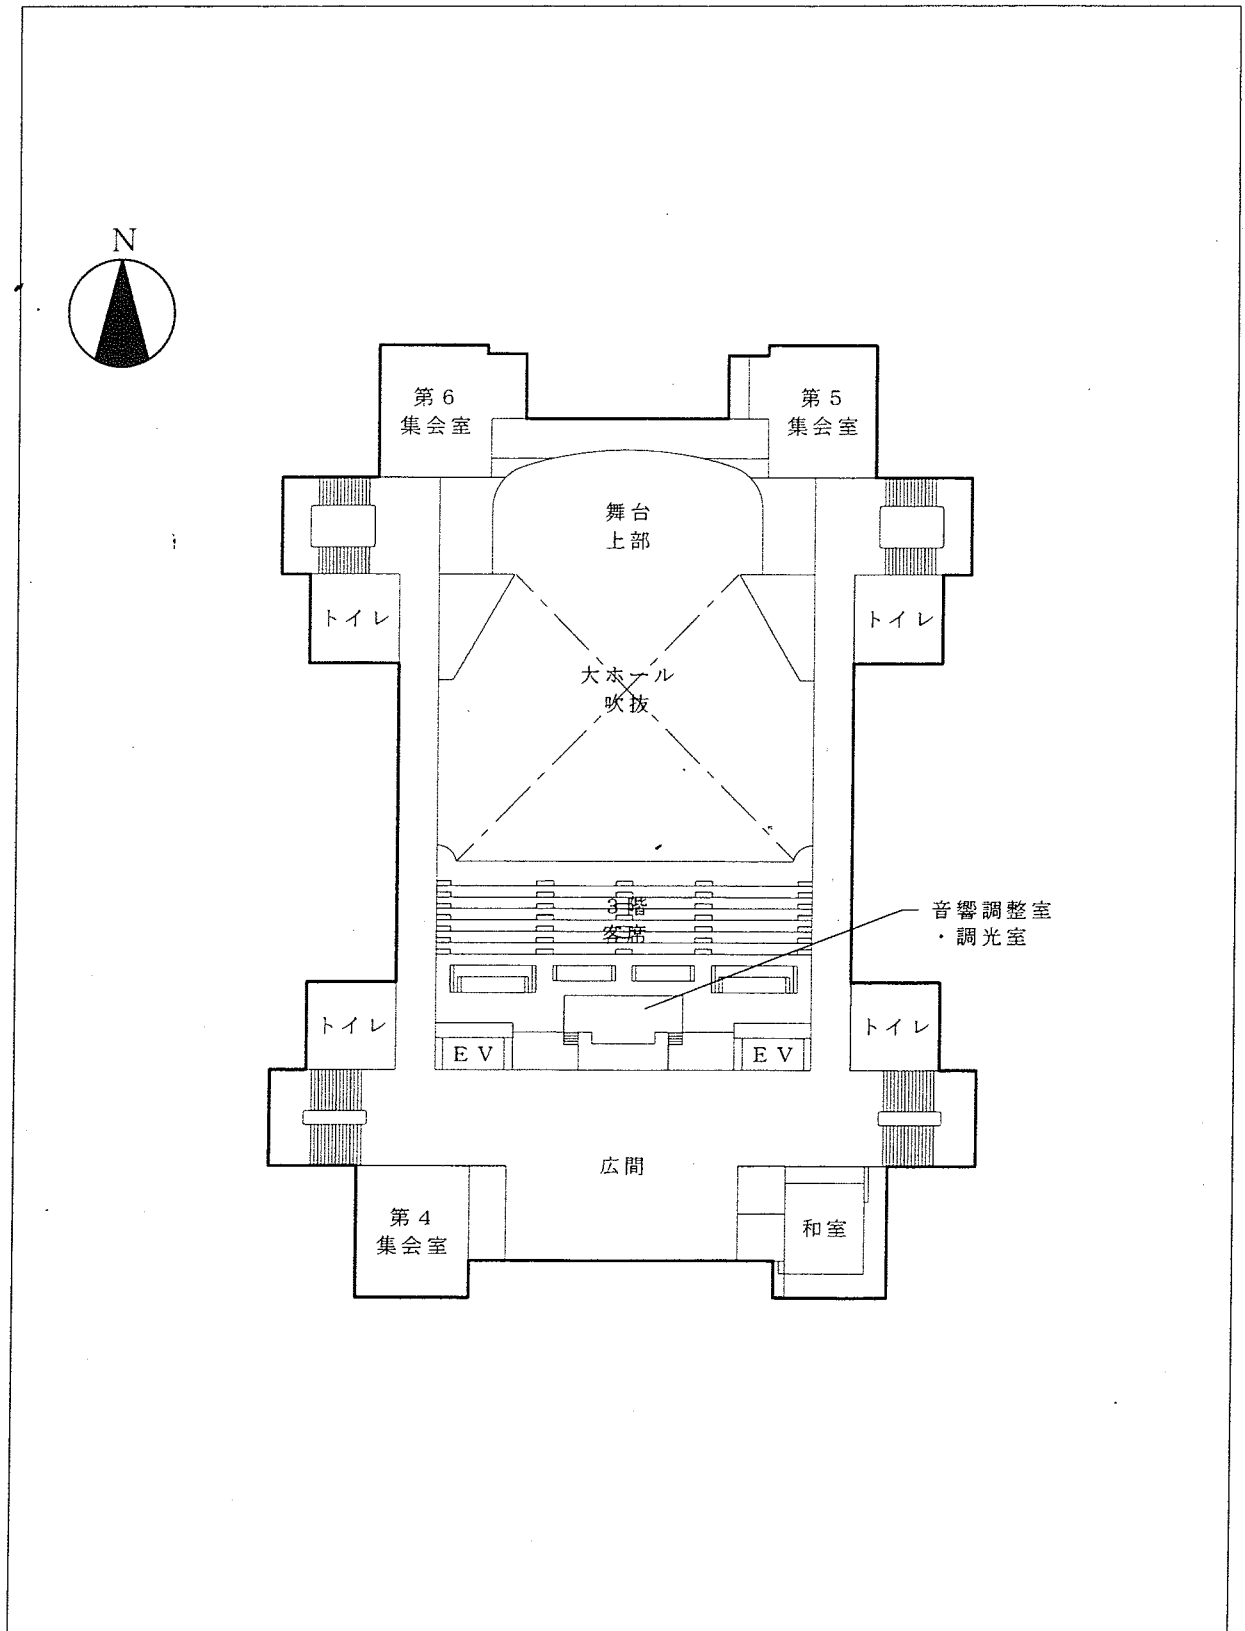 N
第6
集会室
第5
集会室
舞台
上部
トイレ
トイレ
大ホール
吹抜
3階
客席
音響調整室
・調光室
トイレ
トイレ
EV
EV
広間
第4
集会室
和室